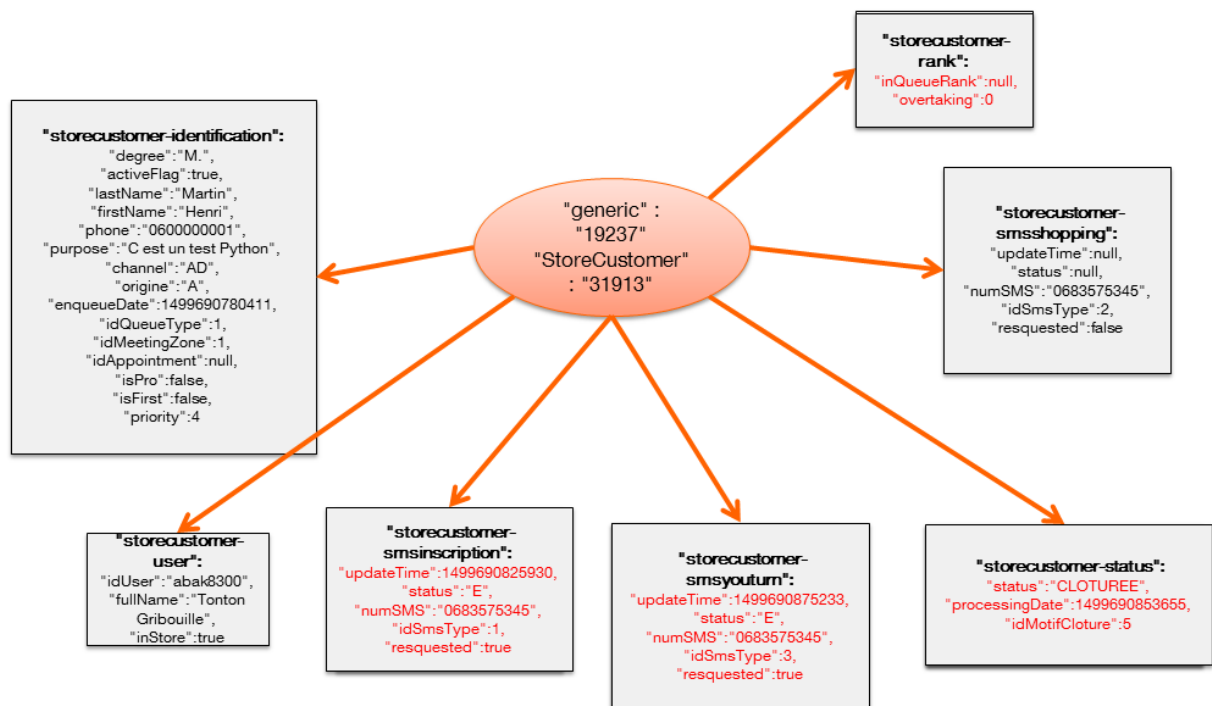 "storecustomer-
rank":
"inQueueRank":null,
"overtaking":0
"storecustomer-identification":
"degree":"M.",
"activeFlag":true,
"lastName":"Martin",
"firstName":"Henri",
"phone":"0600000001",
"purpose":"C est un test Python",
"channel":"AD",
"origine":"A",
"enqueueDate":1499690780411,
"idQueueType":1,
"idMeetingZone":1,
"idAppointment":null,
"isPro":false,
"isFirst":false,
"priority":4
"generic" :
"19237"
"StoreCustomer"
: "31913"
"storecustomer-
smsshopping":
"updateTime":null,
"status":null,
"numSMS":"0683575345",
"idSmsType":2,
"resquested":false
"storecustomer-
user":
"idUser":"abak8300",
"fullName":"Tonton
Gribouille",
"inStore":true
"storecustomer-
smsinscription":
"updateTime":1499690825930,
"status":"E",
"numSMS":"0683575345",
"idSmsType":1,
"resquested":true
"storecustomer-
smsyouturn":
"updateTime":1499690875233,
"status":"E",
"numSMS":"0683575345",
"idSmsType":3,
"resquested":true
"storecustomer-status":
"status":"CLOTUREE",
"processingDate":1499690853655,
"idMotifCloture":5